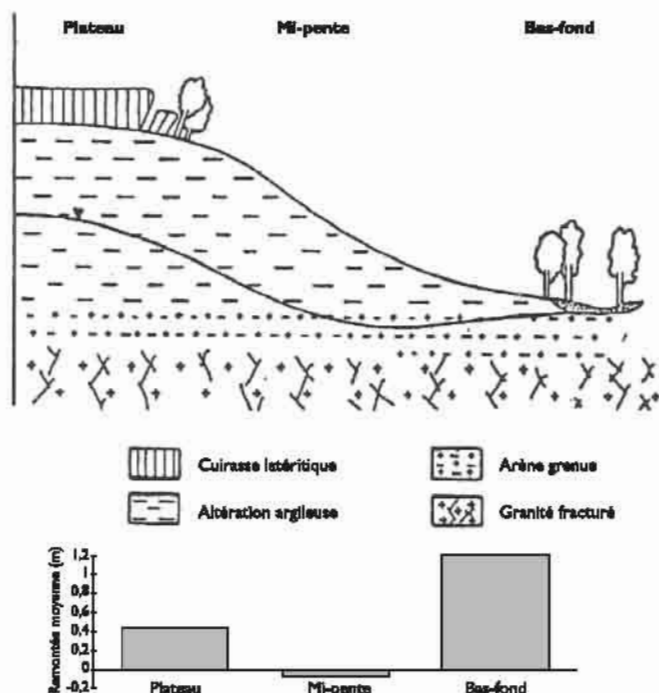 Plateau Mi-pente Bas-fond
Cuirasse latéritique Arène grenue
Altération argileuse Granité fracturé
Remontée moyenne (m)
1,2
1
0,8
0,6
0,4
0,2
0
-0,2
Plateau Mi-pente Bas-fond